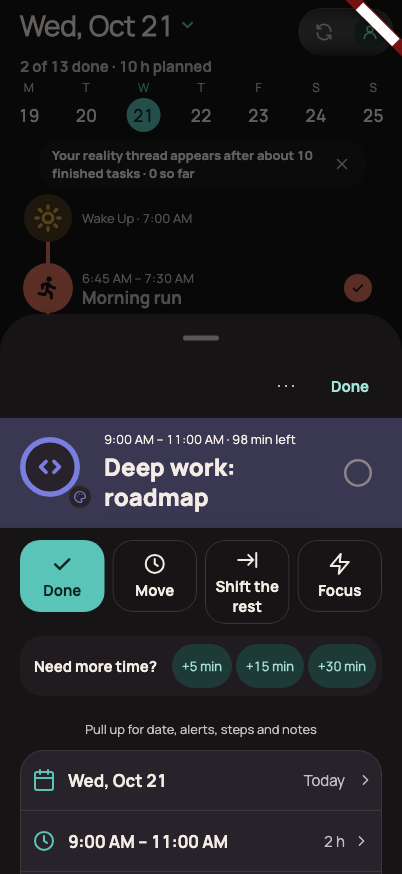 Wed, Oct 21
2 of 13 done · 10 h planned
M T W T F S S
19 20 21 22 23 24 25
Your reality thread appears after about 10
finished tasks · 0 so far
Wake Up · 7:00 AM
6:45 AM – 7:30 AM
Morning run
··· Done
9:00 AM – 11:00 AM · 98 min left
Deep work:
roadmap
Done Move Shift the
rest Focus
Need more time? +5 min +15 min +30 min
Pull up for date, alerts, steps and notes
Wed, Oct 21 Today
9:00 AM – 11:00 AM 2 h